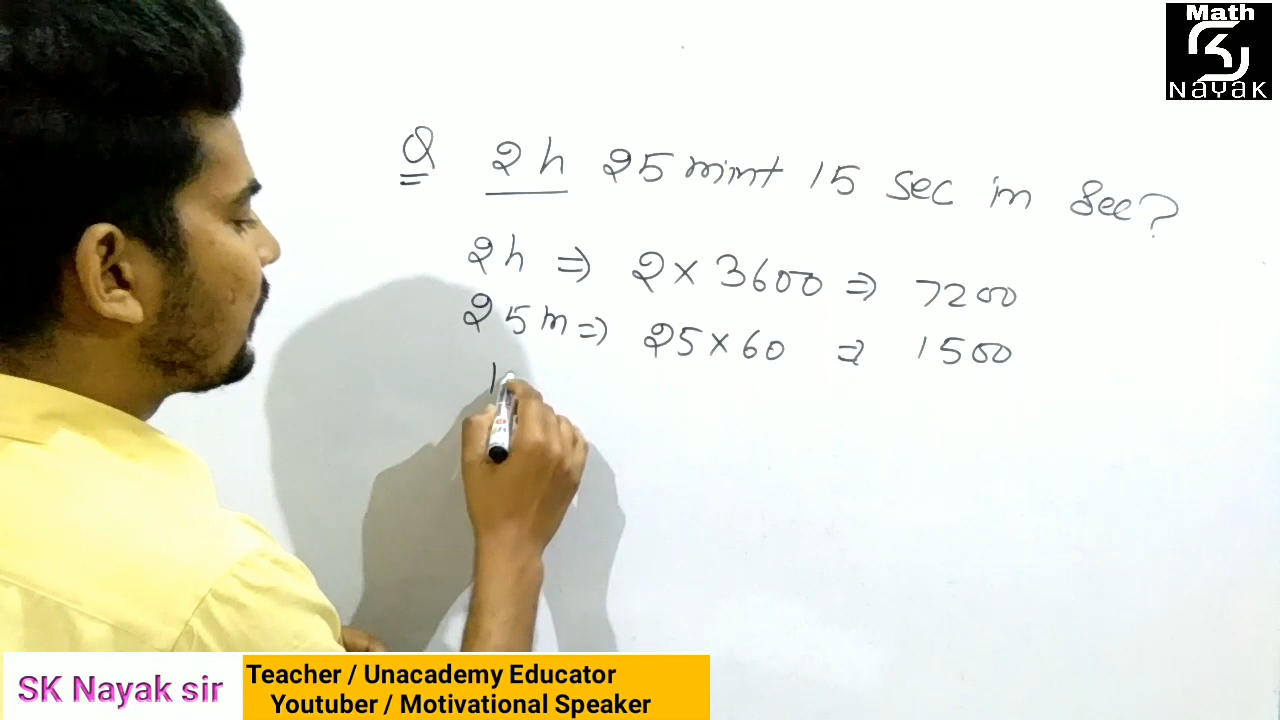 Math
NAYAK
Q 2h 25 mint 15 sec in sec?
2h ⇒ 2 × 3600 ⇒ 7200
25m ⇒ 25 × 60 ⇒ 1500
1
SK Nayak sir
Teacher / Unacademy Educator
Youtuber / Motivational Speaker